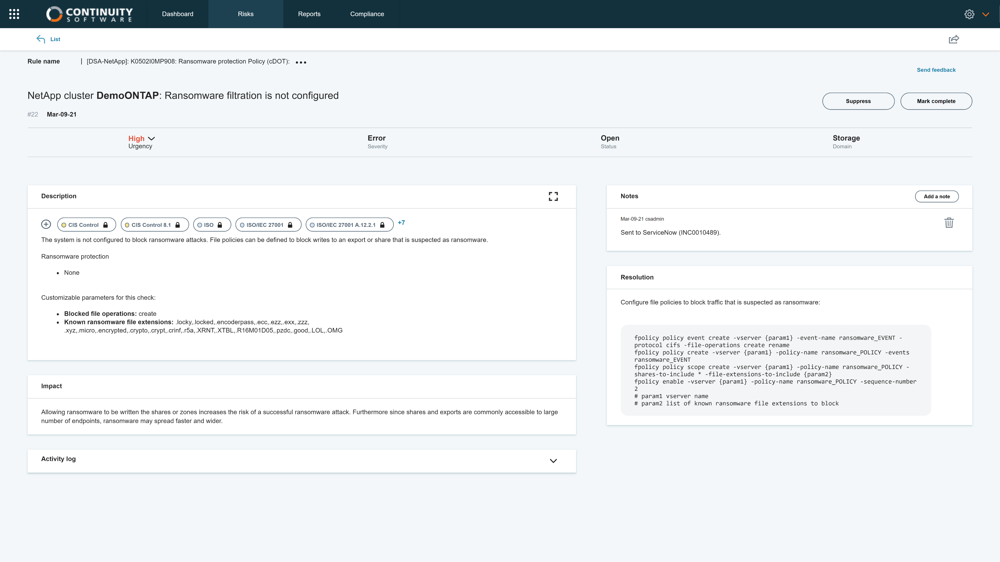 CONTINUITY
SOFTWARE
Dashboard
Risks
Reports
Compliance
List
Rule name
| [DSA-NetApp]: K0502I0MP908: Ransomware protection Policy (cDOT): •••
Send feedback
NetApp cluster DemoONTAP: Ransomware filtration is not configured
Suppress
Mark complete
#22 Mar-09-21
High
Urgency
Error
Severity
Open
Status
Storage
Domain
Description
CIS Control
CIS Control 8.1
ISO
ISO/IEC 27001
ISO/IEC 27001 A.12.2.1
+7
The system is not configured to block ransomware attacks. File policies can be defined to block writes to an export or share that is suspected as ransomware.
Ransomware protection
• None
Customizable parameters for this check:
• Blocked file operations: create
• Known ransomware file extensions: .locky,.locked,.encoderpass,.ecc,.ezz,.exx,.zzz,
.xyz,.micro,.encrypted,.crypto,.crypt,.crinf,.r5a,.XRNT,.XTBL,.R16M01D05,.pzdc,.good,.LOL,.OMG
Impact
Allowing ransomware to be written the shares or zones increases the risk of a successful ransomware attack. Furthermore since shares and exports are commonly accessible to large
number of endpoints, ransomware may spread faster and wider.
Activity log
Notes
Add a note
Mar-09-21 csadmin
Sent to ServiceNow (INC0010489).
Resolution
Configure file policies to block traffic that is suspected as ransomware:
fpolicy policy event create -vserver {param1} -event-name ransomware_EVENT -
protocol cifs -file-operations create rename
fpolicy policy create -vserver {param1} -policy-name ransomware_POLICY -events
ransomware_EVENT
fpolicy policy scope create -vserver {param1} -policy-name ransomware_POLICY -
shares-to-include * -file-extensions-to-include {param2}
fpolicy enable -vserver {param1} -policy-name ransomware_POLICY -sequence-number
2
# param1 vserver name
# param2 list of known ransomware file extensions to block